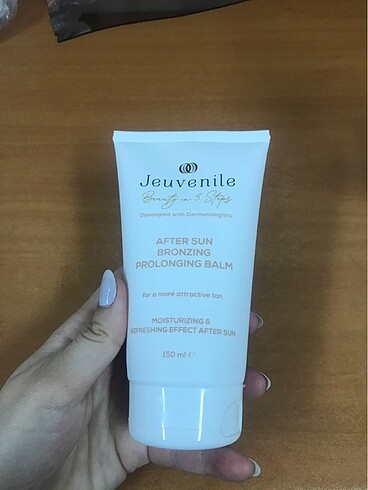 Jeuvenile
Beauty in 3 Steps
Developed with Dermatologists
AFTER SUN
BRONZING
PROLONGING BALM
for a more attractive tan
MOISTURIZING &
REFRESHING EFFECT AFTER SUN
150 ml ℮